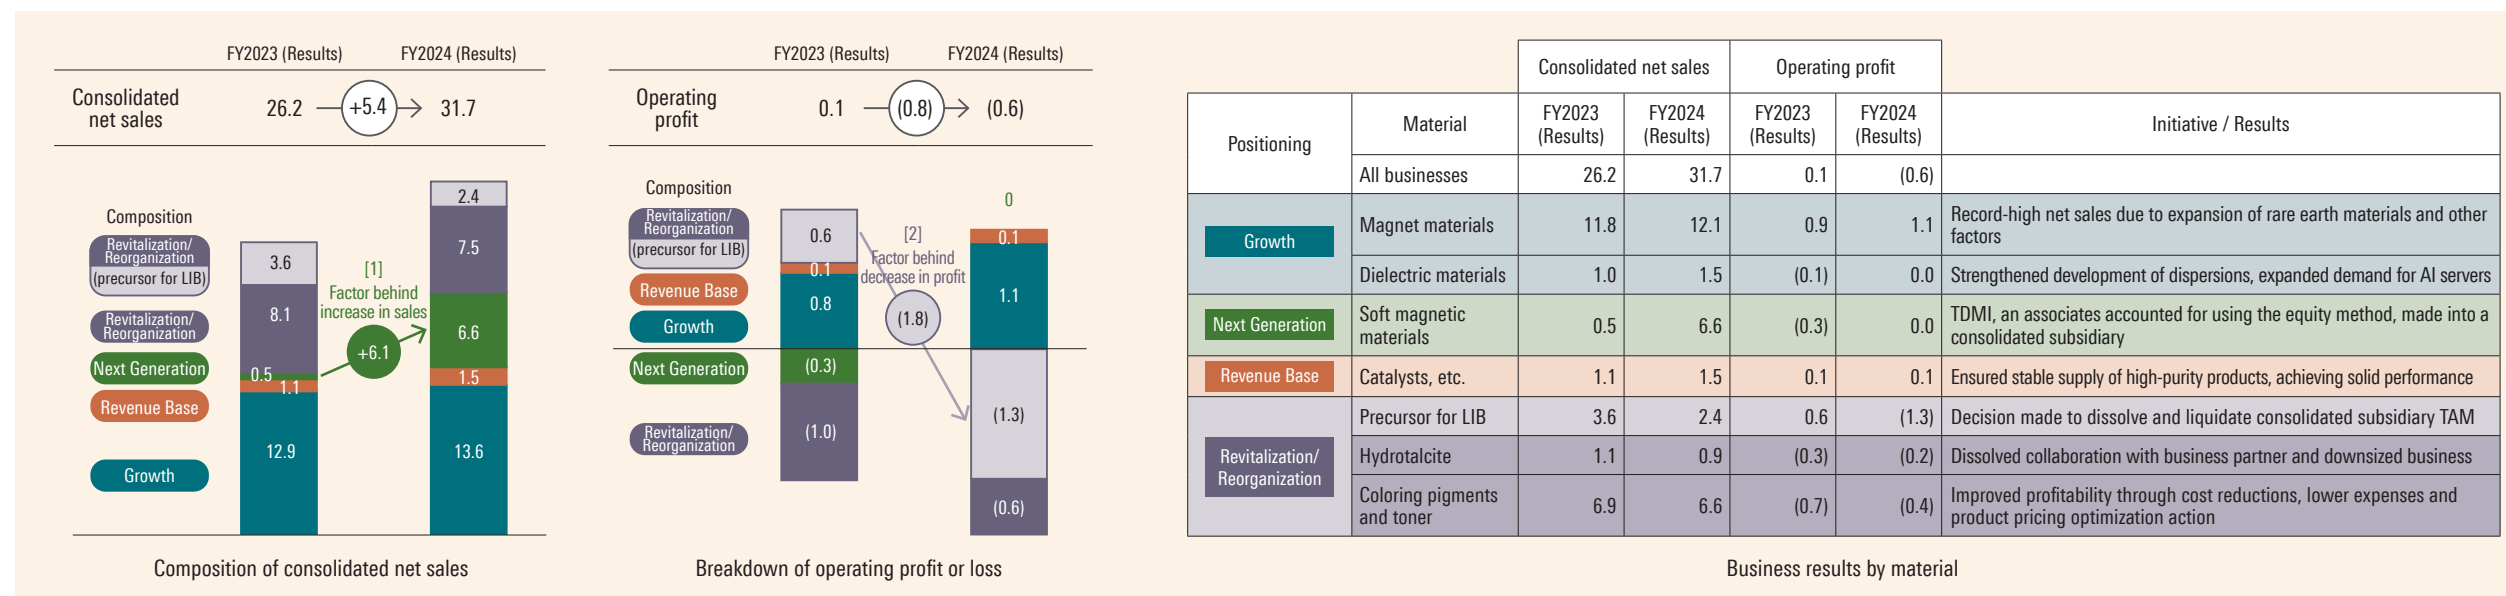 FY2023 (Results) FY2024 (Results)
Consolidated
net sales
26.2 +5.4 31.7
Composition
Revitalization/
Reorganization
(precursor for LIB)
Revitalization/
Reorganization
Next Generation
Revenue Base
Growth
3.6
8.1
0.5
1.1
12.9
[1]
Factor behind
increase in sales
+6.1
2.4
7.5
6.6
1.5
13.6
Composition of consolidated net sales
FY2023 (Results) FY2024 (Results)
Operating
profit
0.1 (0.8) (0.6)
Composition
Revitalization/
Reorganization
(precursor for LIB)
Revenue Base
Growth
Next Generation
Revitalization/
Reorganization
0.6
0.1
0.8
(0.3)
(1.0)
[2]
Factor behind
decrease in profit
(1.8)
0
0.1
1.1
(1.3)
(0.6)
Breakdown of operating profit or loss
Consolidated net sales Operating profit
Positioning Material FY2023 (Results) FY2024 (Results) FY2023 (Results) FY2024 (Results) Initiative / Results
All businesses 26.2 31.7 0.1 (0.6)
Growth
Magnet materials 11.8 12.1 0.9 1.1 Record-high net sales due to expansion of rare earth materials and other
factors
Dielectric materials 1.0 1.5 (0.1) 0.0 Strengthened development of dispersions, expanded demand for AI servers
Next Generation
Soft magnetic
materials
0.5 6.6 (0.3) 0.0 TDMI, an associates accounted for using the equity method, made into a
consolidated subsidiary
Revenue Base Catalysts, etc. 1.1 1.5 0.1 0.1 Ensured stable supply of high-purity products, achieving solid performance
Revitalization/
Reorganization
Precursor for LIB 3.6 2.4 0.6 (1.3) Decision made to dissolve and liquidate consolidated subsidiary TAM
Hydrotalcite 1.1 0.9 (0.3) (0.2) Dissolved collaboration with business partner and downsized business
Coloring pigments
and toner
6.9 6.6 (0.7) (0.4) Improved profitability through cost reductions, lower expenses and
product pricing optimization action
Business results by material